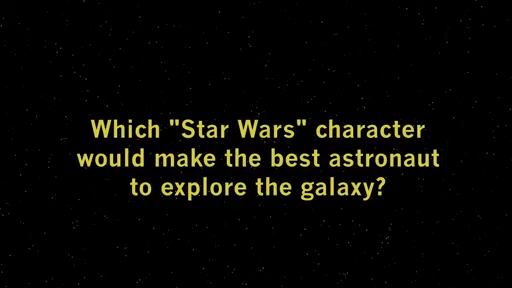 Which "Star Wars" character
would make the best astronaut
to explore the galaxy?